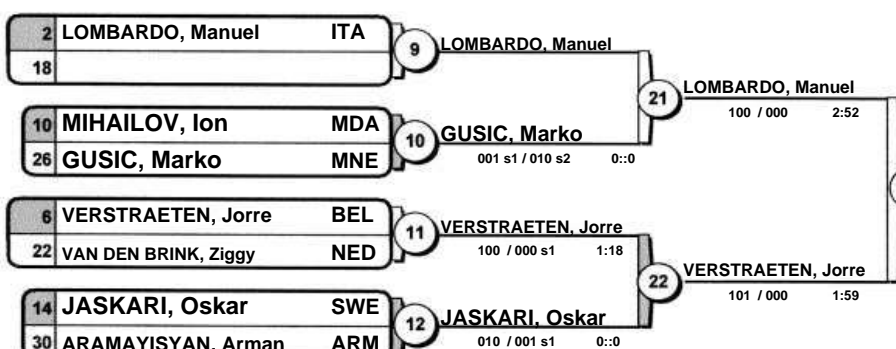 2 LOMBARDO, Manuel ITA
18
9
LOMBARDO, Manuel
21
LOMBARDO, Manuel
100 / 000 2:52
10 MIHAILOV, Ion MDA
26 GUSIC, Marko MNE
10
GUSIC, Marko
001 s1 / 010 s2 0::0
6 VERSTRAETEN, Jorre BEL
22 VAN DEN BRINK, Ziggy NED
11
VERSTRAETEN, Jorre
100 / 000 s1 1:18
22
VERSTRAETEN, Jorre
101 / 000 1:59
14 JASKARI, Oskar SWE
30 ARAMAYISYAN, Arman ARM
12
JASKARI, Oskar
010 / 001 s1 0::0